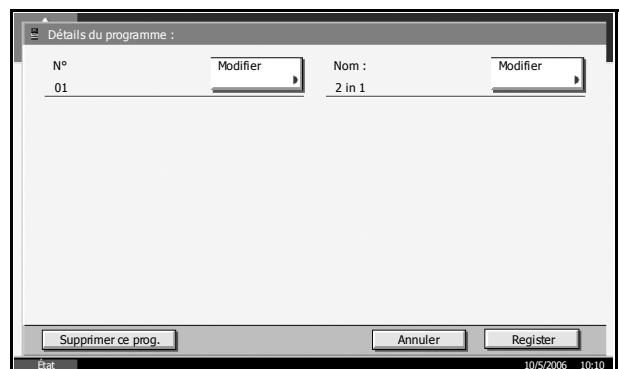 Détails du programme :
N° Modifier Nom : Modifier
01 2 in 1
Supprimer ce prog. Annuler Register
État 10/5/2006 10:10